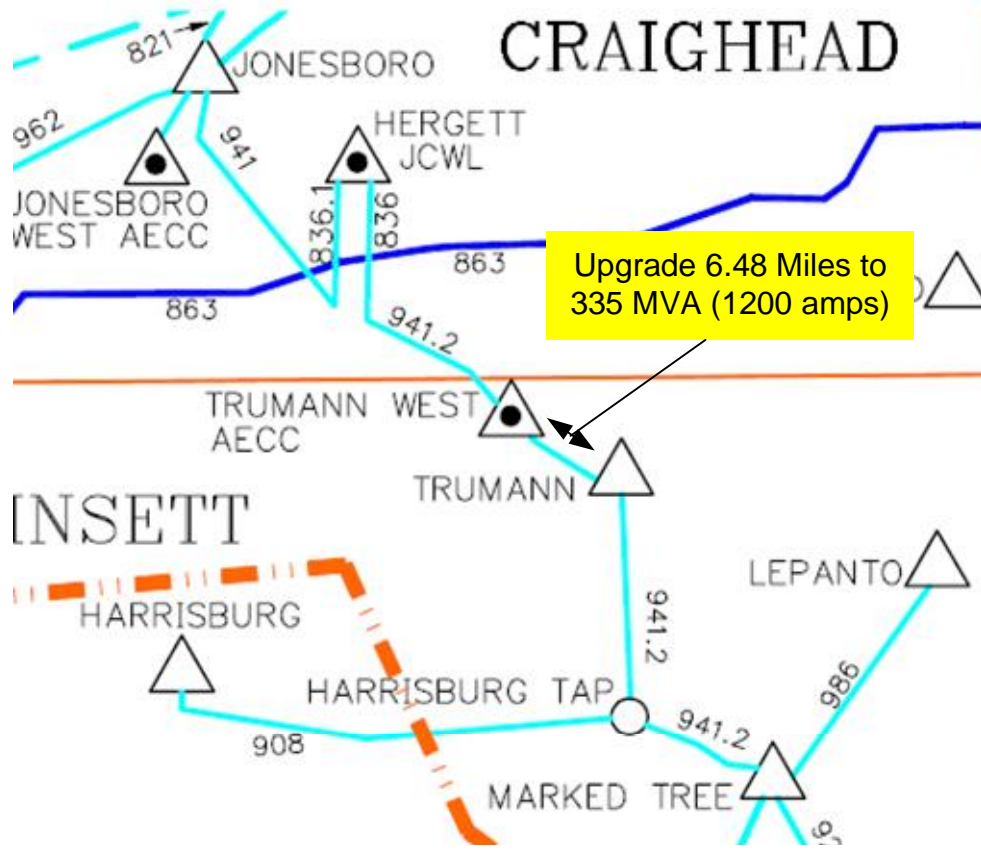 821
CRAIGHEAD
JONESBORO
962
941
HERGETT
JCWL
JONESBORO
WEST AECC
836.1
836
863
863
Upgrade 6.48 Miles to
335 MVA (1200 amps)
941.2
TRUMANN WEST
AECC
TRUMANN
INSETT
LEPANTO
HARRISBURG
941.2
986
HARRISBURG TAP
908
941.2
MARKED TREE